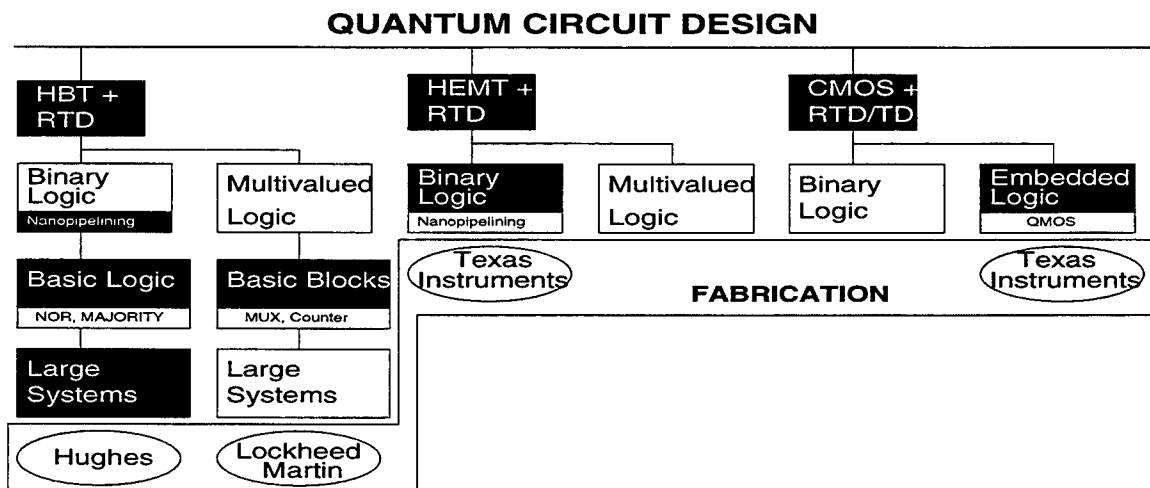 QUANTUM CIRCUIT DESIGN
HBT +
RTD
HEMT +
RTD
CMOS +
RTD/TD
Binary
Logic
Nanopipelining
Multivalued
Logic
Binary
Logic
Nanopipelining
Multivalued
Logic
Binary
Logic
Embedded
Logic
QMOS
Basic Logic
NOR, MAJORITY
Basic Blocks
MUX, Counter
Texas
Instruments
FABRICATION
Texas
Instruments
Large
Systems
Large
Systems
Hughes
Lockheed
Martin